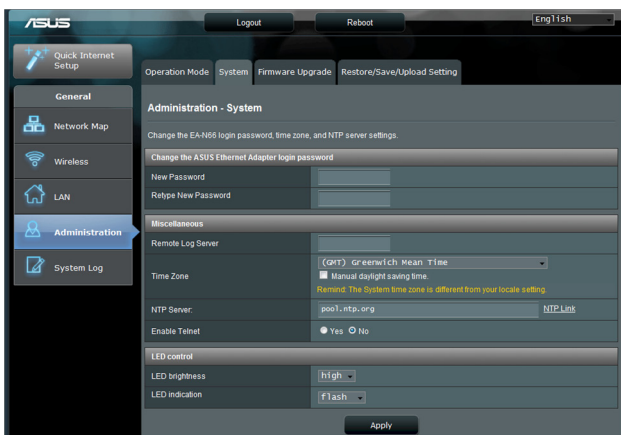 ASUS
Logout
Reboot
English
Quick Internet
Setup
General
Network Map
Wireless
LAN
Administration
System Log
Operation Mode System Firmware Upgrade Restore/Save/Upload Setting
Administration - System
Change the EA-N66 login password, time zone, and NTP server settings.
Change the ASUS Ethernet Adapter login password
New Password
Retype New Password
Miscellaneous
Remote Log Server
Time Zone
(GMT) Greenwich Mean Time
Manual daylight saving time.
Remind: The System time zone is different from your locale setting.
NTP Server: pool.ntp.org NTP Link
Enable Telnet Yes No
LED control
LED brightness high
LED indication flash
Apply